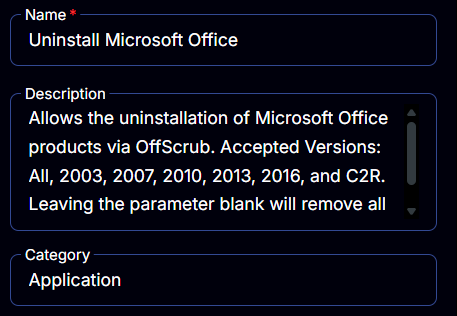 Name *
Uninstall Microsoft Office
Description
Allows the uninstallation of Microsoft Office
products via OffScrub. Accepted Versions:
All, 2003, 2007, 2010, 2013, 2016, and C2R.
Leaving the parameter blank will remove all
Category
Application